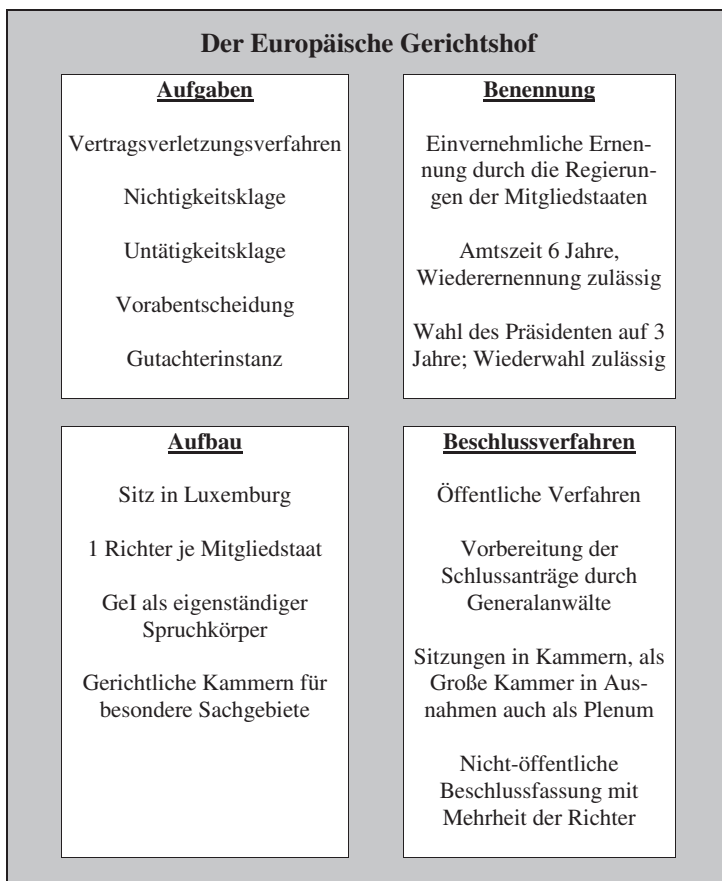 Der Europäische Gerichtshof
Aufgaben
Vertragsverletzungsverfahren
Nichtigkeitsklage
Untätigkeitsklage
Vorabentscheidung
Gutachterinstanz
Benennung
Einvernehmliche Ernen-
nung durch die Regierun-
gen der Mitgliedstaaten
Amtszeit 6 Jahre,
Wiederernennung zulässig
Wahl des Präsidenten auf 3
Jahre; Wiederwahl zulässig
Aufbau
Sitz in Luxemburg
1 Richter je Mitgliedstaat
GeI als eigenständiger
Spruchkörper
Gerichtliche Kammern für
besondere Sachgebiete
Beschlussverfahren
Öffentliche Verfahren
Vorbereitung der
Schlussanträge durch
Generalanwälte
Sitzungen in Kammern, als
Große Kammer in Aus-
nahmen auch als Plenum
Nicht-öffentliche
Beschlussfassung mit
Mehrheit der Richter